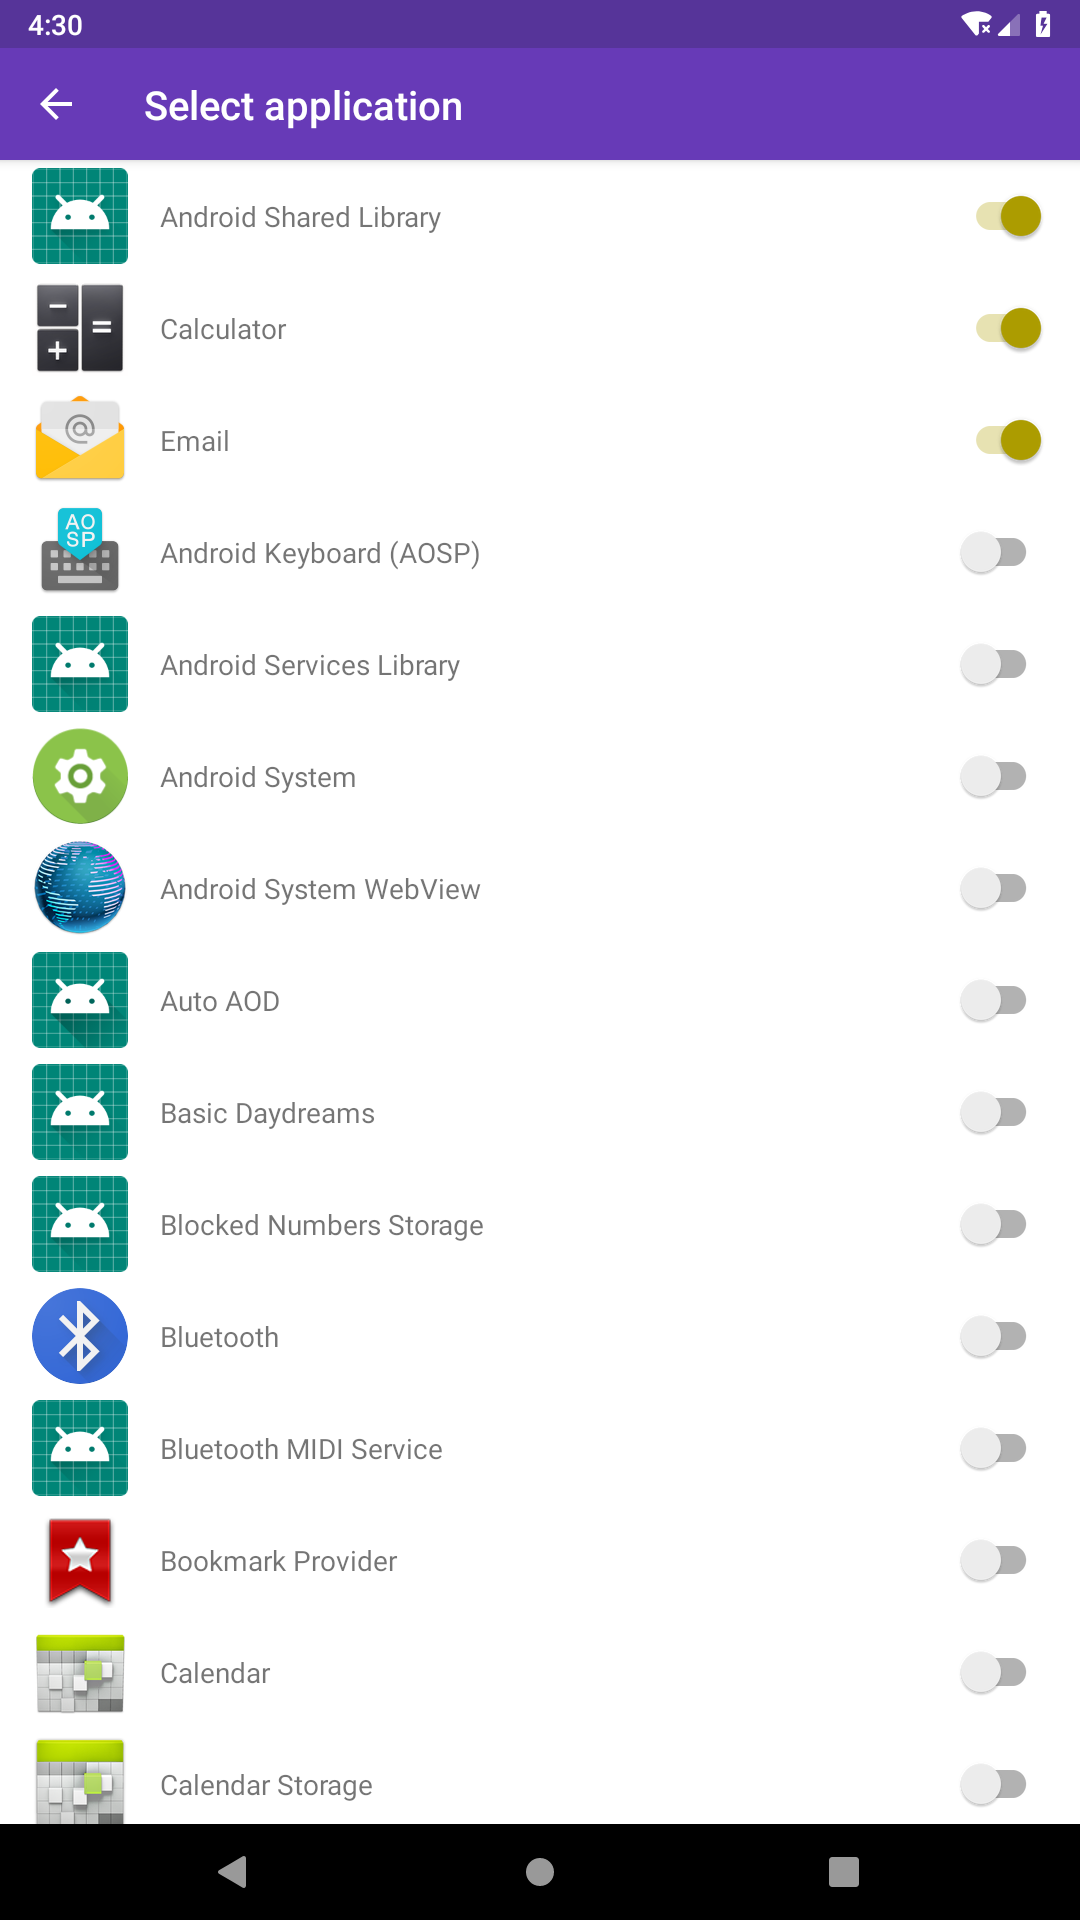 4:30
Select application
Android Shared Library
Calculator
Email
AO
SP
Android Keyboard (AOSP)
Android Services Library
Android System
Android System WebView
Auto AOD
Basic Daydreams
Blocked Numbers Storage
Bluetooth
Bluetooth MIDI Service
Bookmark Provider
Calendar
Calendar Storage